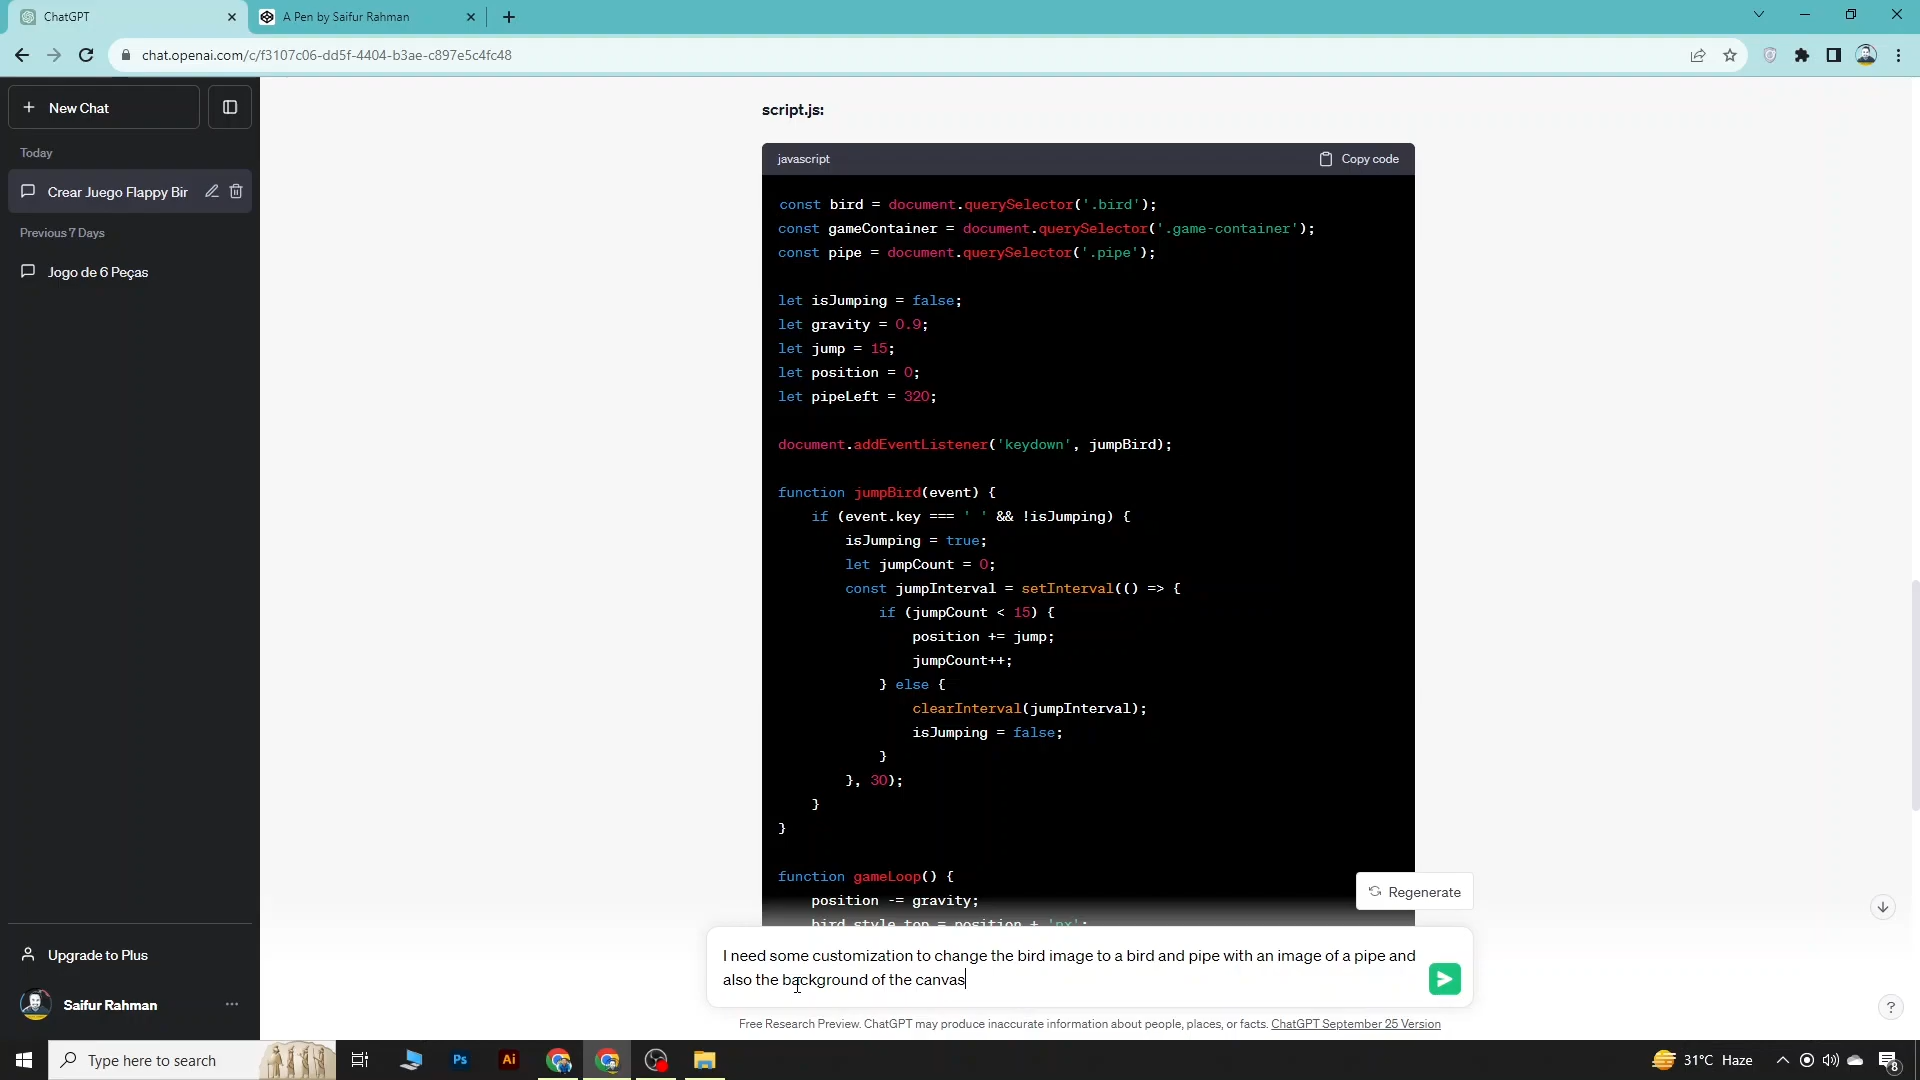 ChatGPT
A Pen by Saifur Rahman
chat.openai.com/c/f3107c06-dd5f-4404-b3ae-c897e5c4fc48
New Chat
Today
Crear Juego Flappy Bir
Previous 7 Days
Jogo de 6 Peças
Upgrade to Plus
Saifur Rahman
script.js:
javascript
Copy code
const bird = document.querySelector('.bird');
const gameContainer = document.querySelector('.game-container');
const pipe = document.querySelector('.pipe');
let isJumping = false;
let gravity = 0.9;
let jump = 15;
let position = 0;
let pipeLeft = 320;
document.addEventListener('keydown', jumpBird);
function jumpBird(event) {
if (event.key === ' ' && !isJumping) {
isJumping = true;
let jumpCount = 0;
const jumpInterval = setInterval(() => {
if (jumpCount < 15) {
position += jump;
jumpCount++;
} else {
clearInterval(jumpInterval);
isJumping = false;
}
}, 30);
}
}
function gameLoop() {
position -= gravity;
bird.style.top = position + 'px';
Regenerate
I need some customization to change the bird image to a bird and pipe with an image of a pipe and
also the background of the canvas
Free Research Preview. ChatGPT may produce inaccurate information about people, places, or facts. ChatGPT September 25 Version
?
Type here to search
Ps
Ai
31°C Haze
8